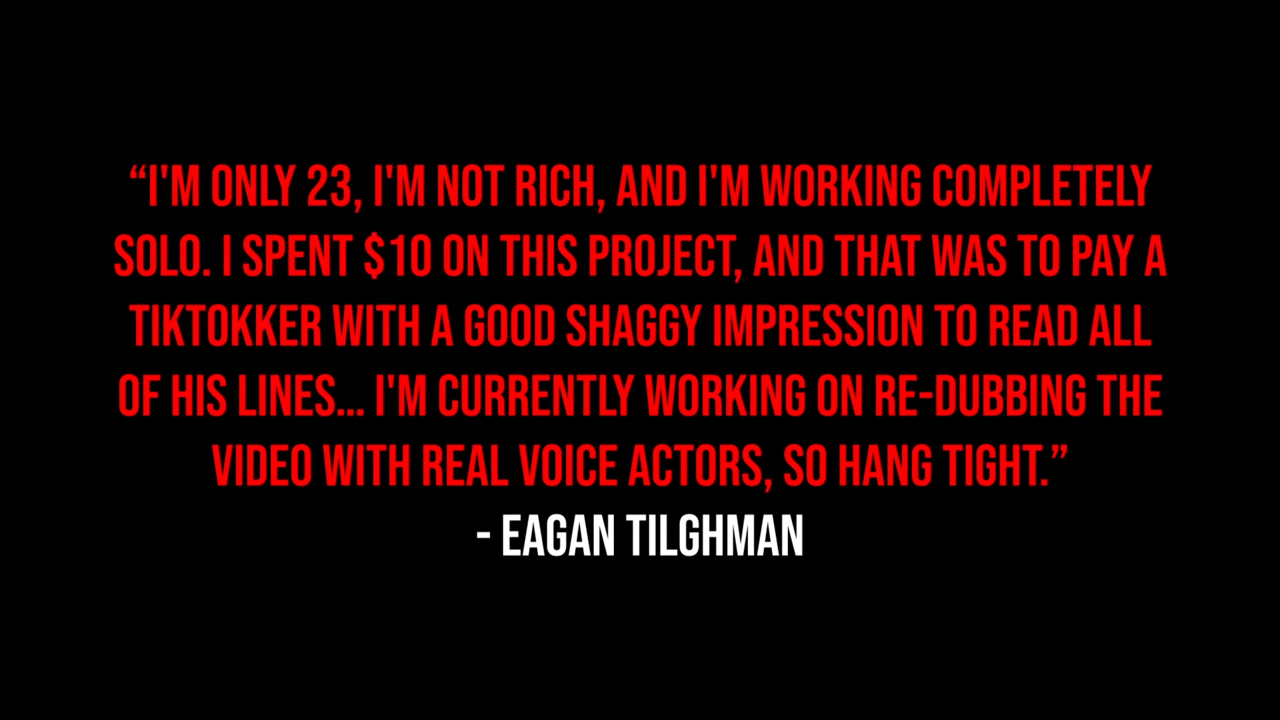 “I'M ONLY 23, I'M NOT RICH, AND I'M WORKING COMPLETELY
SOLO. I SPENT $10 ON THIS PROJECT, AND THAT WAS TO PAY A
TIKTOKKER WITH A GOOD SHAGGY IMPRESSION TO READ ALL
OF HIS LINES... I'M CURRENTLY WORKING ON RE-DUBBING THE
VIDEO WITH REAL VOICE ACTORS, SO HANG TIGHT.”
- EAGAN TILGHMAN